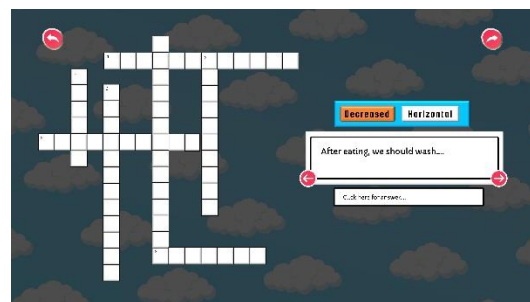 Decreased Horizontal
After eating, we should wash....
Click here for answer...